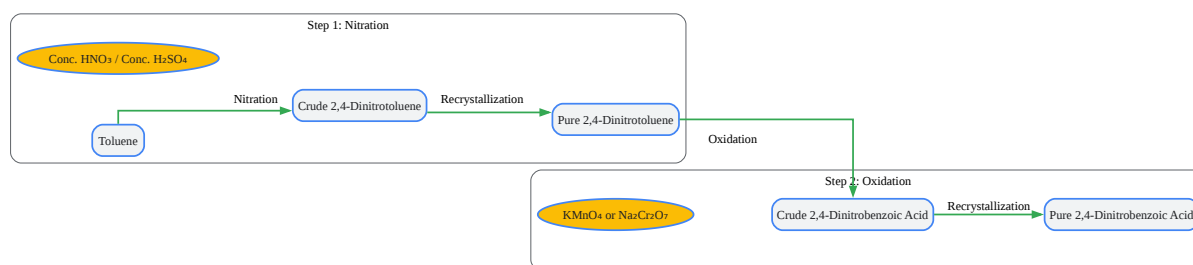 Step 1: Nitration
Conc. HNO₃ / Conc. H₂SO₄
Nitration
Crude 2,4-Dinitrotoluene
Recrystallization
Pure 2,4-Dinitrotoluene
Toluene
Oxidation
Step 2: Oxidation
KMnO₄ or Na₂Cr₂O₇
Crude 2,4-Dinitrobenzoic Acid
Recrystallization
Pure 2,4-Dinitrobenzoic Acid